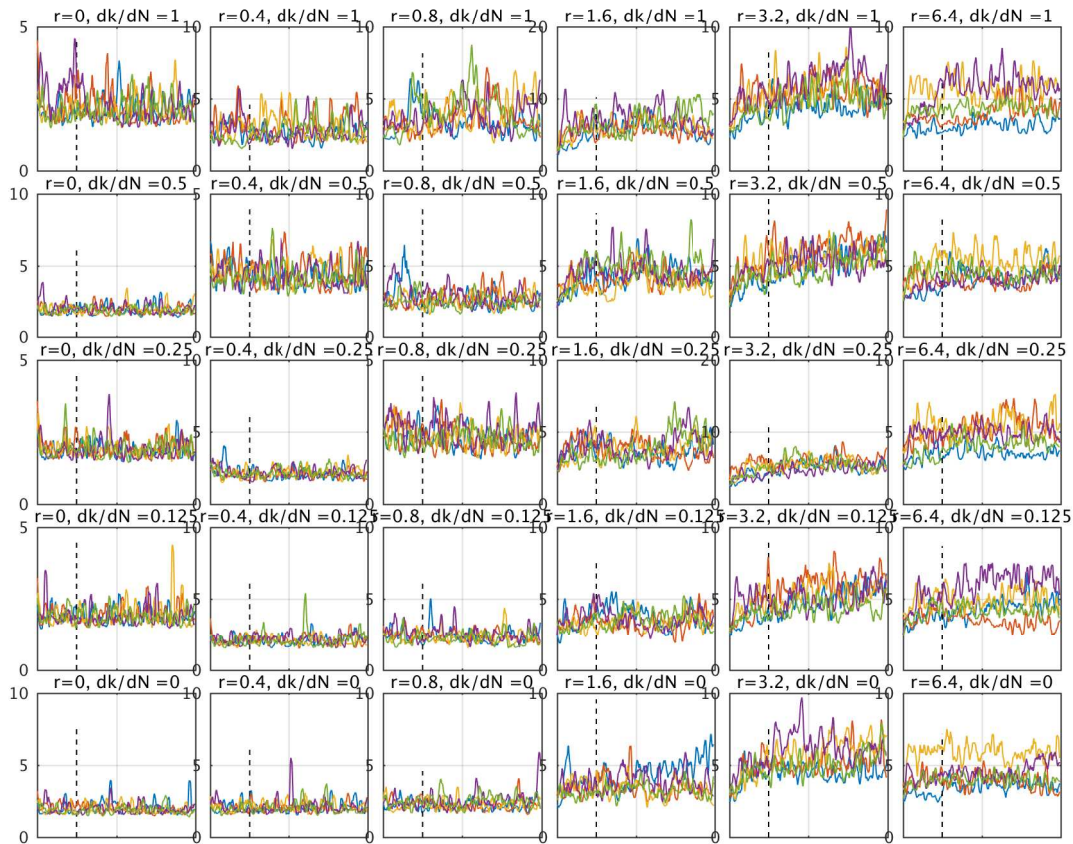 5 r=0, dk/dN =1 10 r=0.4, dk/dN =1 10 r=0.8, dk/dN =1 20 r=1.6, dk/dN =1 10 r=3.2, dk/dN =1 10 r=6.4, dk/dN =1
5 5 10 5 5
0 0 0 0 0 0
10 r=0, dk/dN =0.5 5 r=0.4, dk/dN =0.5 10 r=0.8, dk/dN =0.5 10 r=1.6, dk/dN =0.5 10 r=3.2, dk/dN =0.5 10 r=6.4, dk/dN =0.5
5 5 5 5 5
0 0 0 0 0 0
5 r=0, dk/dN =0.25 r=0.4, dk/dN =0.25 r=0.8, dk/dN =0.25 r=1.6, dk/dN =0.25 r=3.2, dk/dN =0.25 r=6.4, dk/dN =0.25
5 5 10 5
0 0 0 0 0 0
5 r=0, dk/dN =0.125 r=0.4, dk/dN =0.125 r=0.8, dk/dN =0.125 r=1.6, dk/dN =0.125 r=3.2, dk/dN =0.125 r=6.4, dk/dN =0.125
5 5 5 5 5
0 0 0 0 0 0
10 r=0, dk/dN =0 10 r=0.4, dk/dN =0 10 r=0.8, dk/dN =0 10 r=1.6, dk/dN =0 10 r=3.2, dk/dN =0 10 r=6.4, dk/dN =0
5 5 5 5 5 5
0 0 0 0 0 0